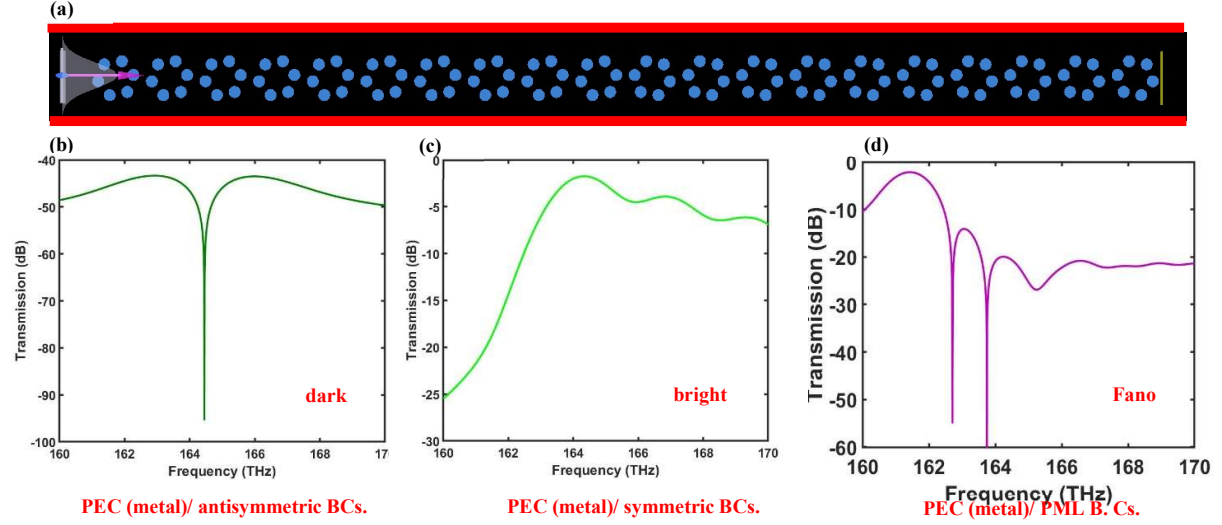 (a)
(b)
-40
-50
-60
-70
-80
-90
-100
160 162 164 166 168 17
Transmission (dB)
Frequency (THz)
dark
PEC (metal)/ antisymmetric BCs.
(c)
0
-5
-10
-15
-20
-25
-30
160 162 164 166 168 170
Transmission (dB)
Frequency (THz)
bright
PEC (metal)/ symmetric BCs.
(d)
0
-10
-20
-30
-40
-50
-60
160 162 164 166 168 170
Transmission (dB)
Frequency (THz)
Fano
PEC (metal)/ PML B. Cs.